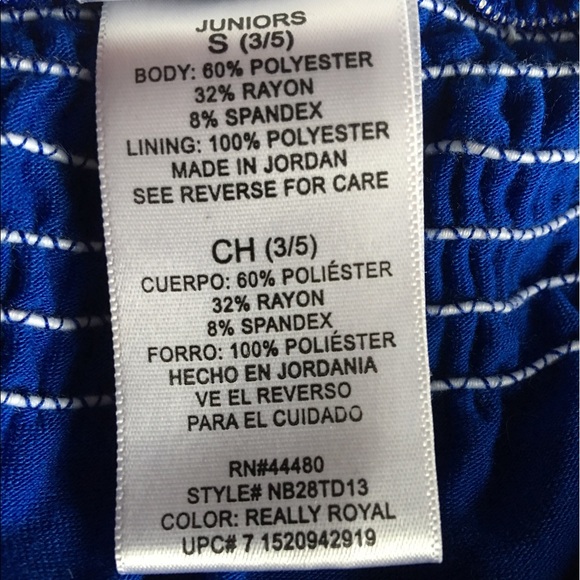 JUNIORS
S (3/5)
BODY: 60% POLYESTER
32% RAYON
8% SPANDEX
LINING: 100% POLYESTER
MADE IN JORDAN
SEE REVERSE FOR CARE
CH (3/5)
CUERPO: 60% POLIÉSTER
32% RAYON
8% SPANDEX
FORRO: 100% POLIÉSTER
HECHO EN JORDANIA
VE EL REVERSO
PARA EL CUIDADO
RN#44480
STYLE# NB28TD13
COLOR: REALLY ROYAL
UPC# 7 1520942919